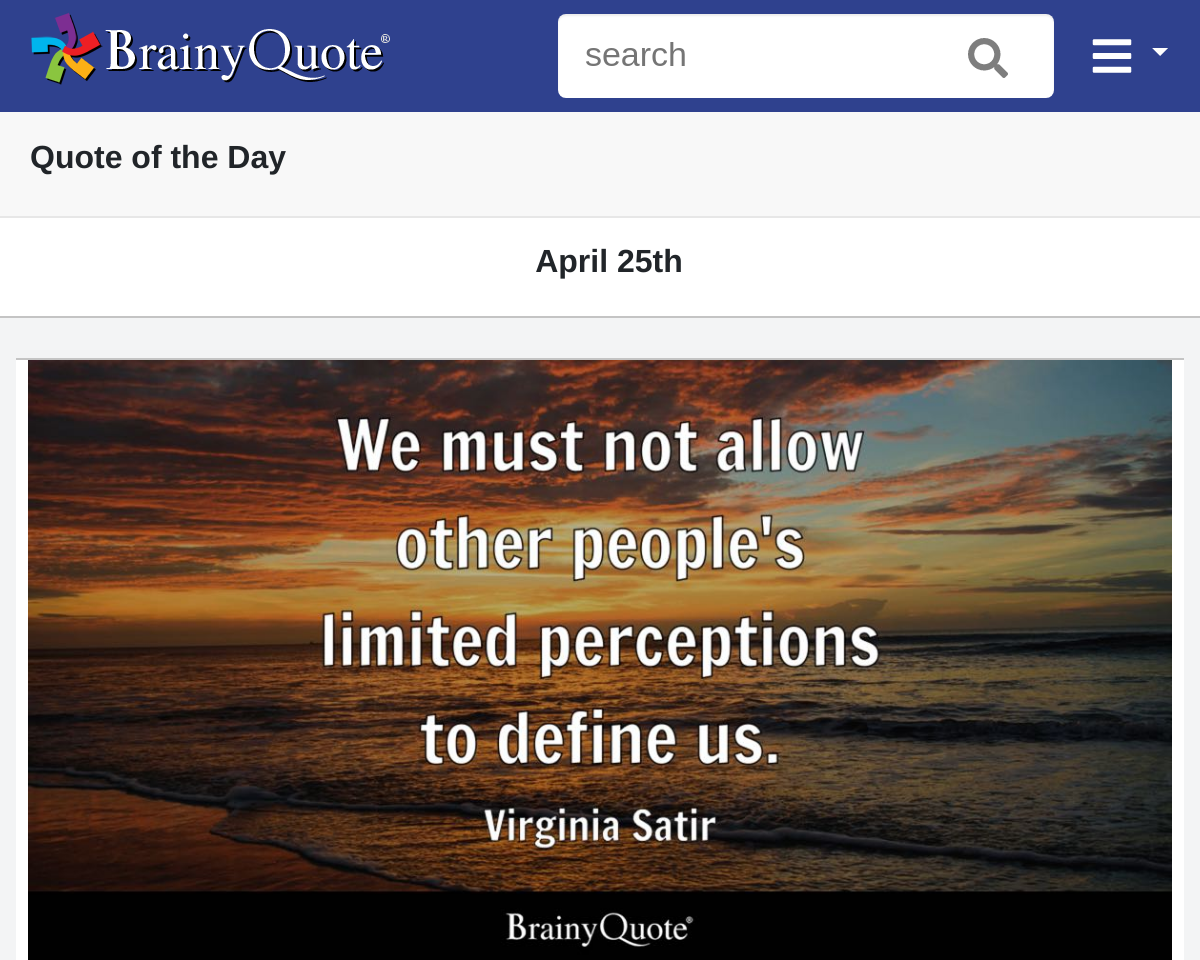 BrainyQuote®
search
Quote of the Day
April 25th
We must not allow
other people's
limited perceptions
to define us.
Virginia Satir
BrainyQuote®